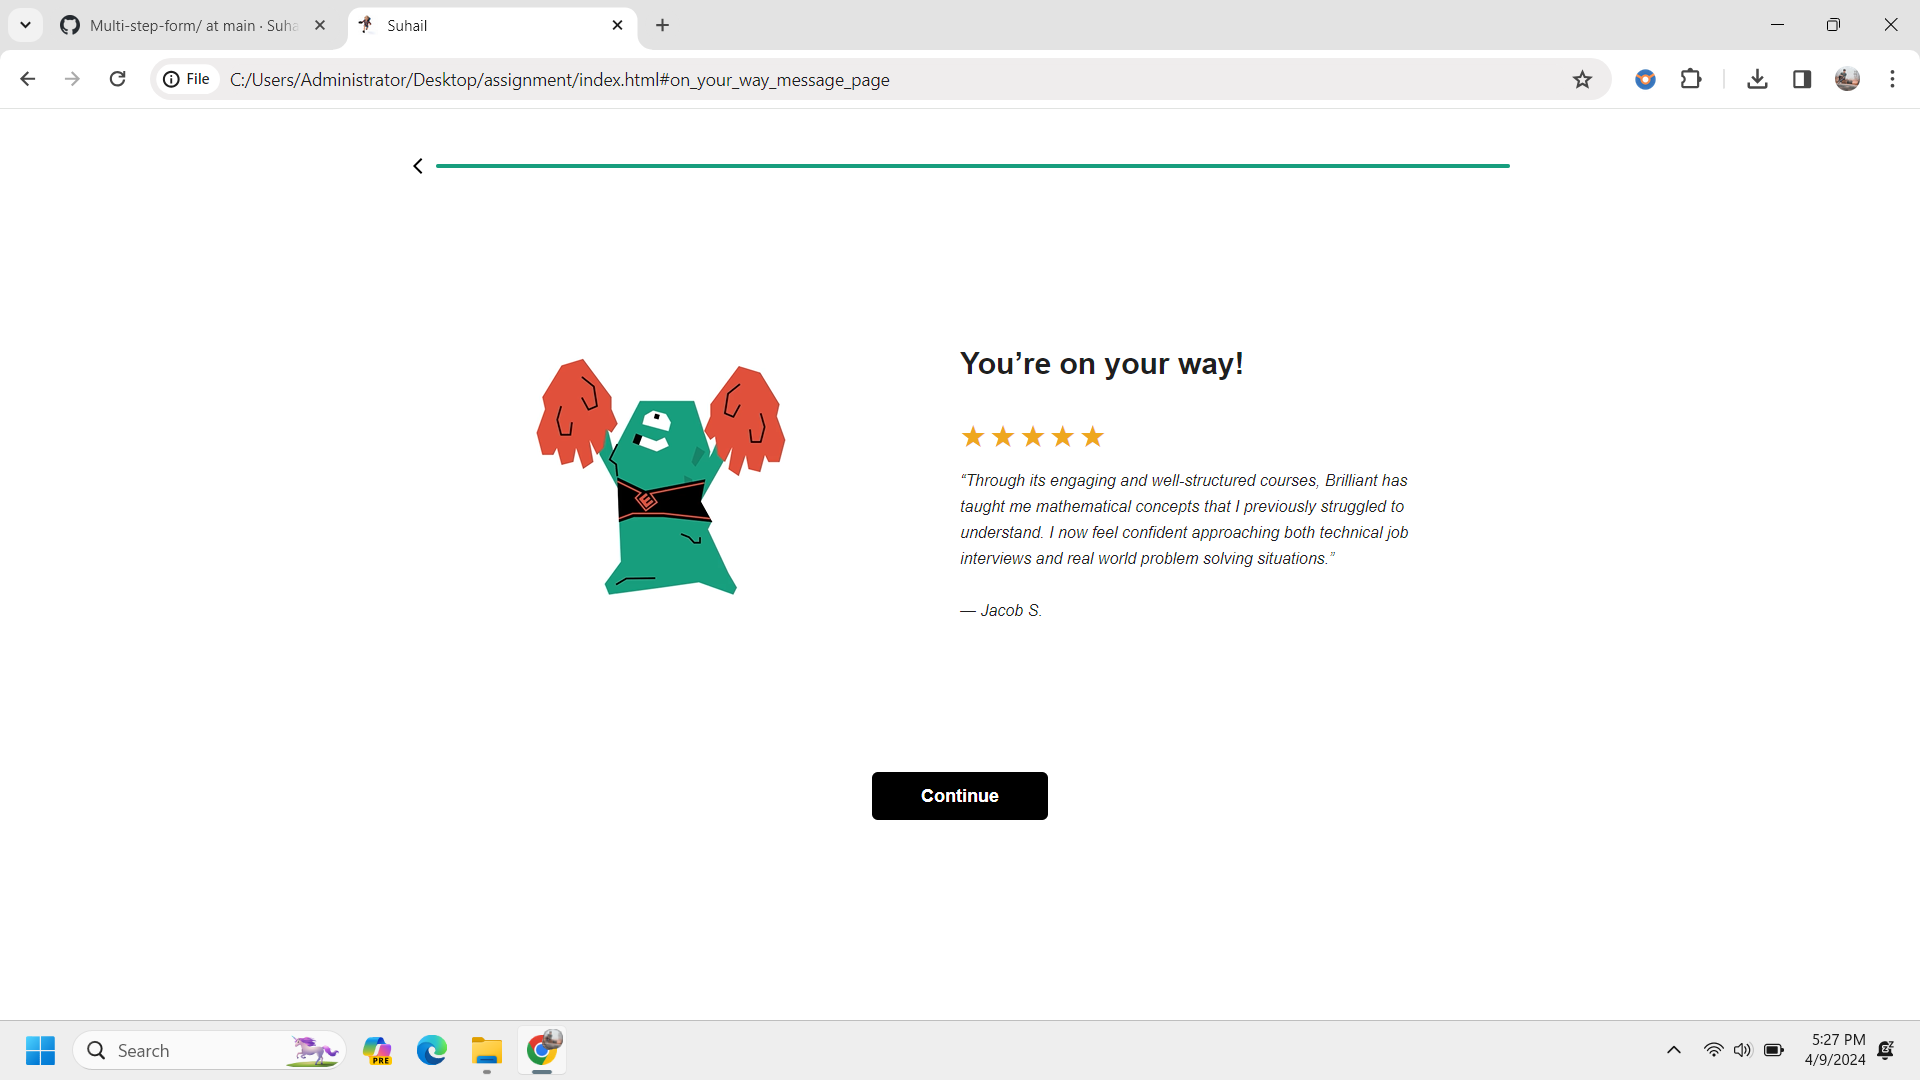 Multi-step-form/ at main · Suha
Suhail
File
C:/Users/Administrator/Desktop/assignment/index.html#on_your_way_message_page
You’re on your way!
“Through its engaging and well-structured courses, Brilliant has
taught me mathematical concepts that I previously struggled to
understand. I now feel confident approaching both technical job
interviews and real world problem solving situations.”
— Jacob S.
Continue
Search
PRE
5:27 PM
4/9/2024